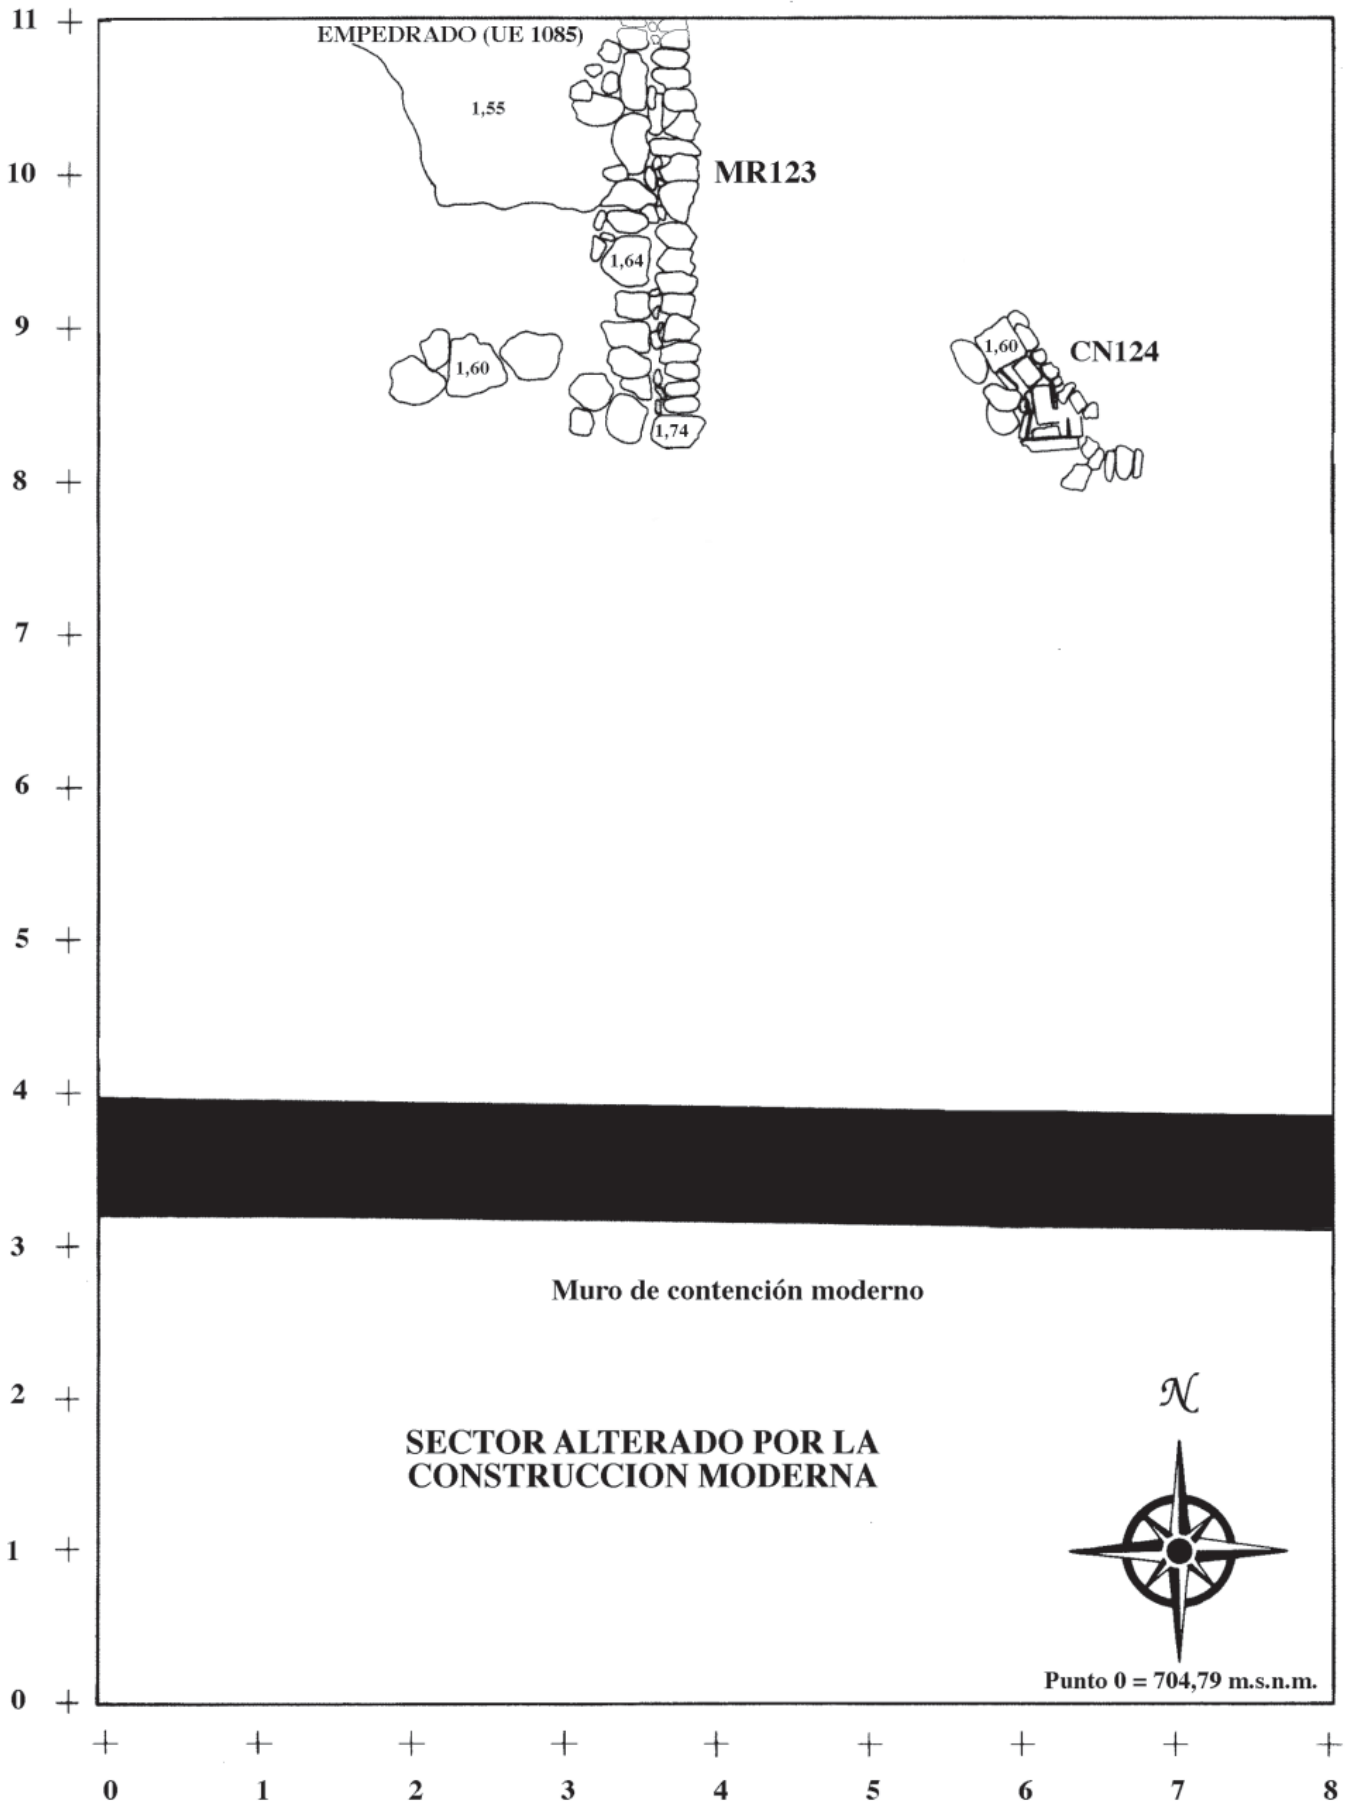 11
EMPEDRADO (UE 1085)
1,55
10
MR123
1,64
9
1,60
1,60
CN124
1,74
8
7
6
5
4
3
Muro de contención moderno
2
N
SECTOR ALTERADO POR LA
CONSTRUCCION MODERNA
1
Punto 0 = 704,79 m.s.n.m.
0
0 1 2 3 4 5 6 7 8